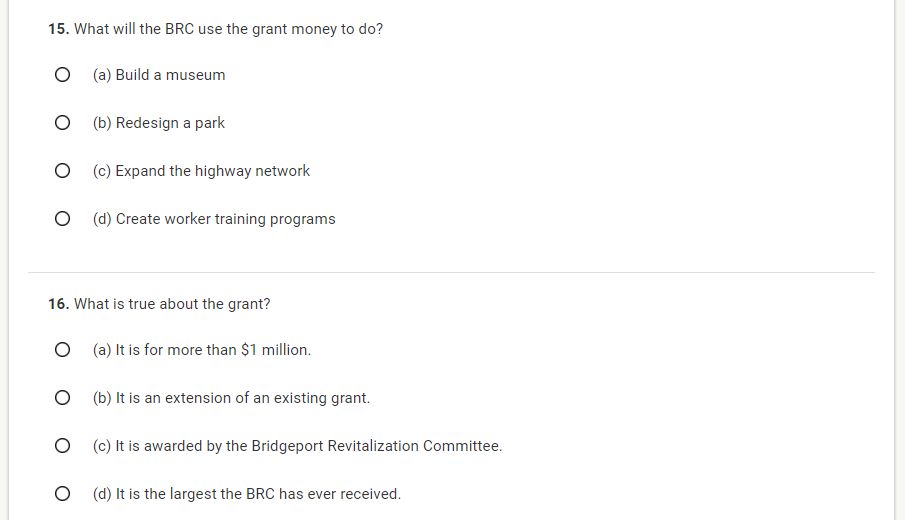 15. What will the BRC use the grant money to do?
(a) Build a museum
(b) Redesign a park
(c) Expand the highway network
(d) Create worker training programs
16. What is true about the grant?
(a) It is for more than $1 million.
(b) It is an extension of an existing grant.
(c) It is awarded by the Bridgeport Revitalization Committee.
(d) It is the largest the BRC has ever received.